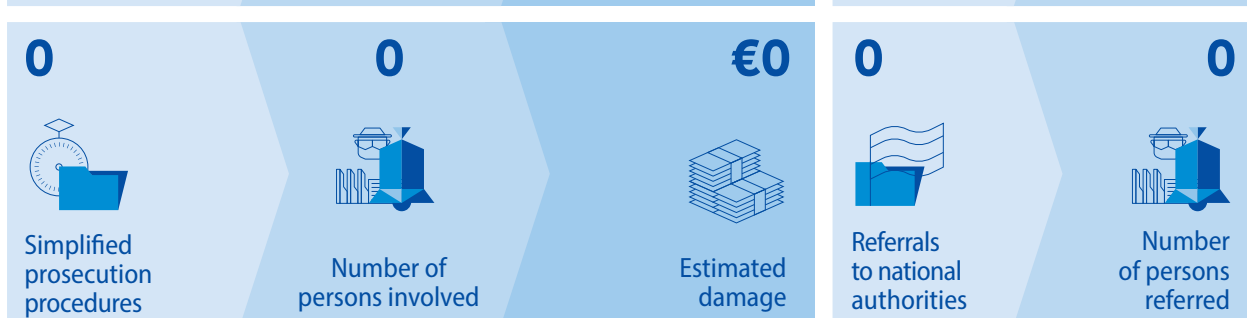 0
Simplified
prosecution
procedures
0
Number of
persons involved
€0
Estimated
damage
0
Referrals
to national
authorities
0
Number
of persons
referred